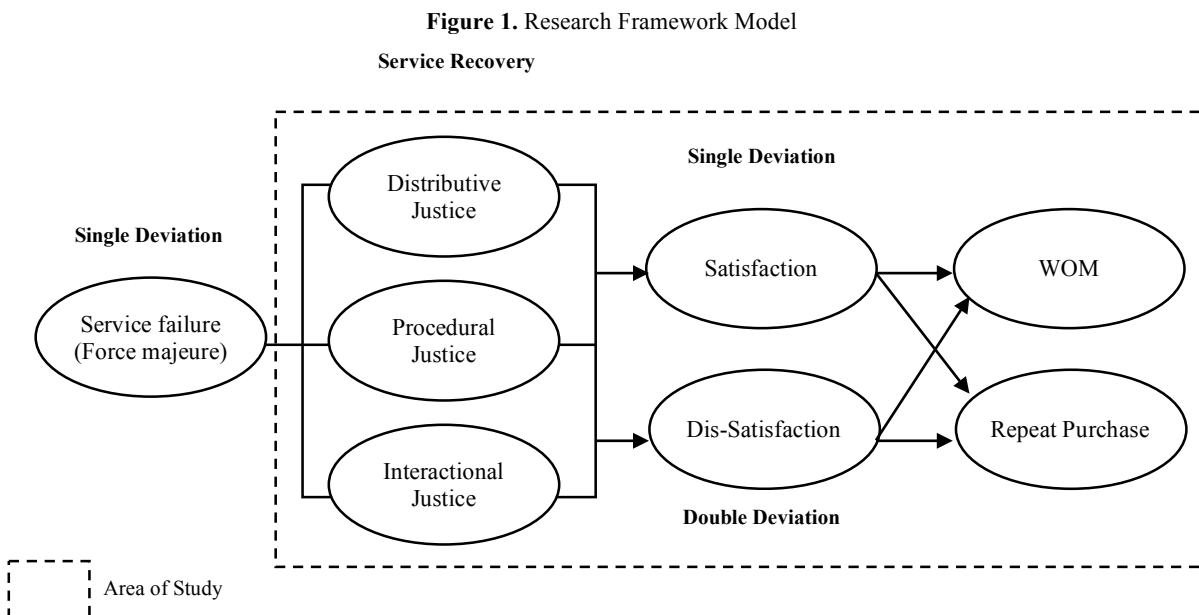 Figure 1. Research Framework Model
Service Recovery
Single Deviation
Service failure
(Force majeure)
Distributive
Justice
Procedural
Justice
Interactional
Justice
Single Deviation
Satisfaction
Dis-Satisfaction
Double Deviation
WOM
Repeat Purchase
Area of Study